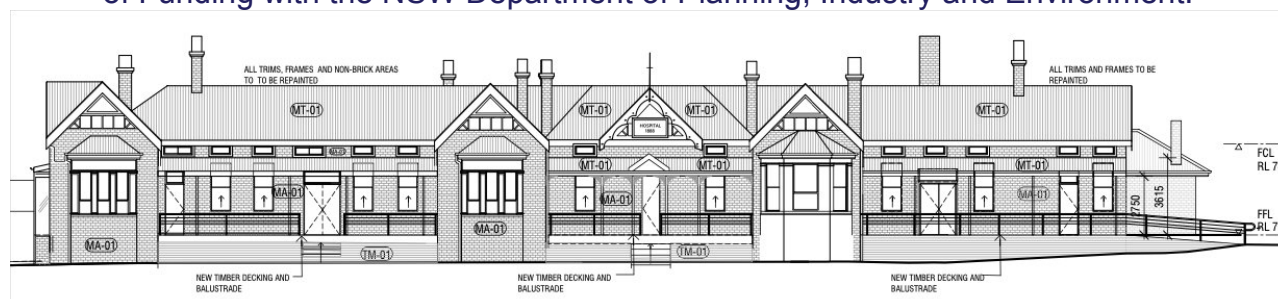 of Funding with the NSW Department of Planning, Industry and Environment.
ALL TRIMS, FRAMES AND NON-BRICK AREAS
TO TO BE REPAINTED
ALL TRIMS AND FRAMES TO BE
REPAINTED
MT-01
MT-01
MT-01
MT-01
HOSPITAL
MT-01
MT-01
MT-01
MA-01
MA-01
MA-01
2750
3615
FCL
RL 7
FFL
RL 7
MA-01
MA-01
TM-01
TM-01
NEW TIMBER DECKING AND
BALUSTRADE
NEW TIMBER DECKING AND
BALUSTRADE
NEW TIMBER DECKING AND
BALUSTRADE